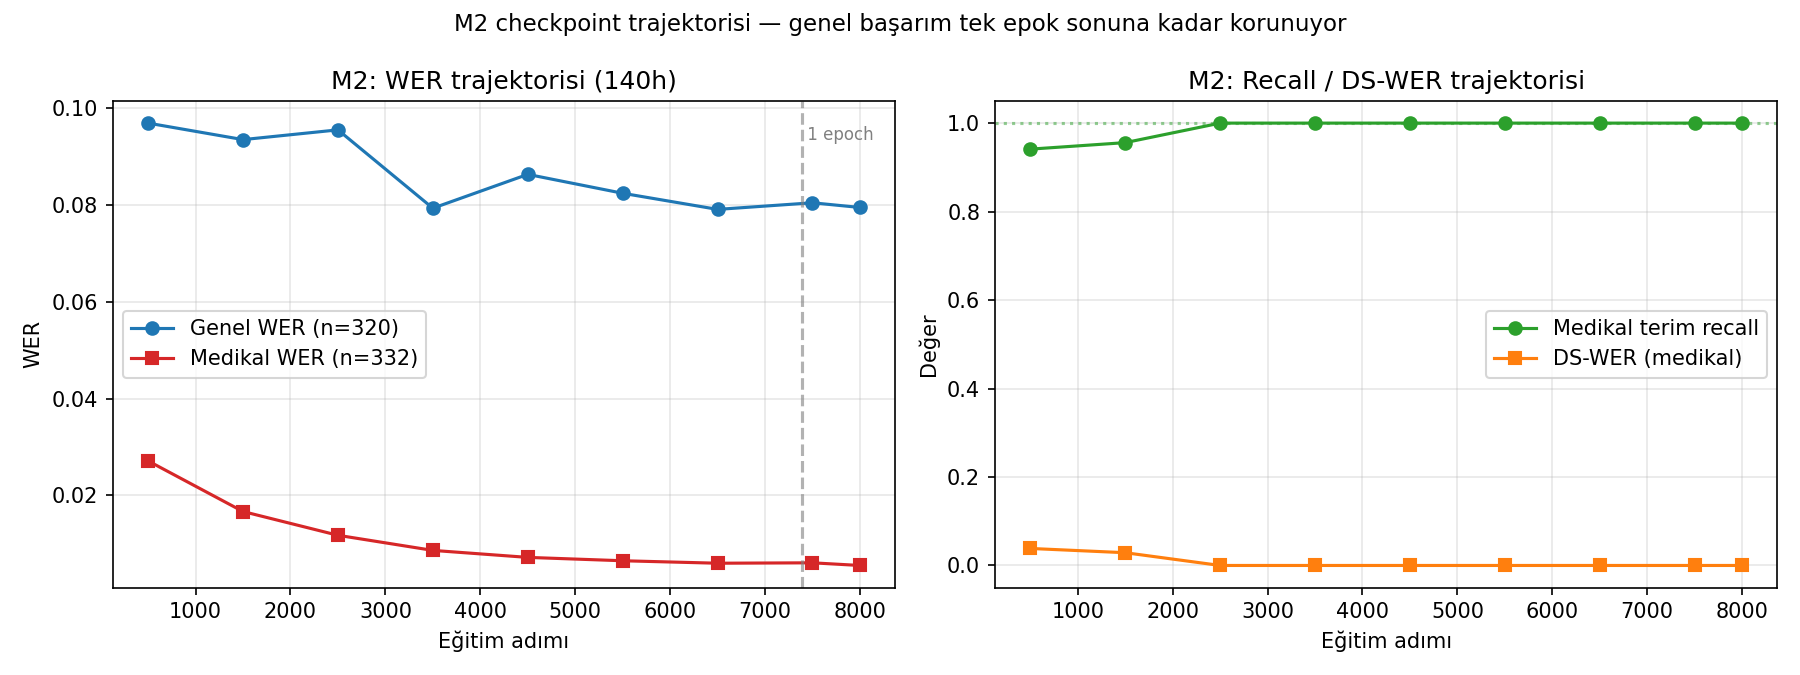 M2 checkpoint trajektorisi — genel başarım tek epok sonuna kadar korunuyor
M2: WER trajektorisi (140h)
0.10
0.08
0.06
0.04
0.02
WER
1 epoch
Genel WER (n=320)
Medikal WER (n=332)
1000 2000 3000 4000 5000 6000 7000 8000
Eğitim adımı
M2: Recall / DS-WER trajektorisi
1.0
0.8
0.6
0.4
0.2
0.0
Değer
Medikal terim recall
DS-WER (medikal)
1000 2000 3000 4000 5000 6000 7000 8000
Eğitim adımı